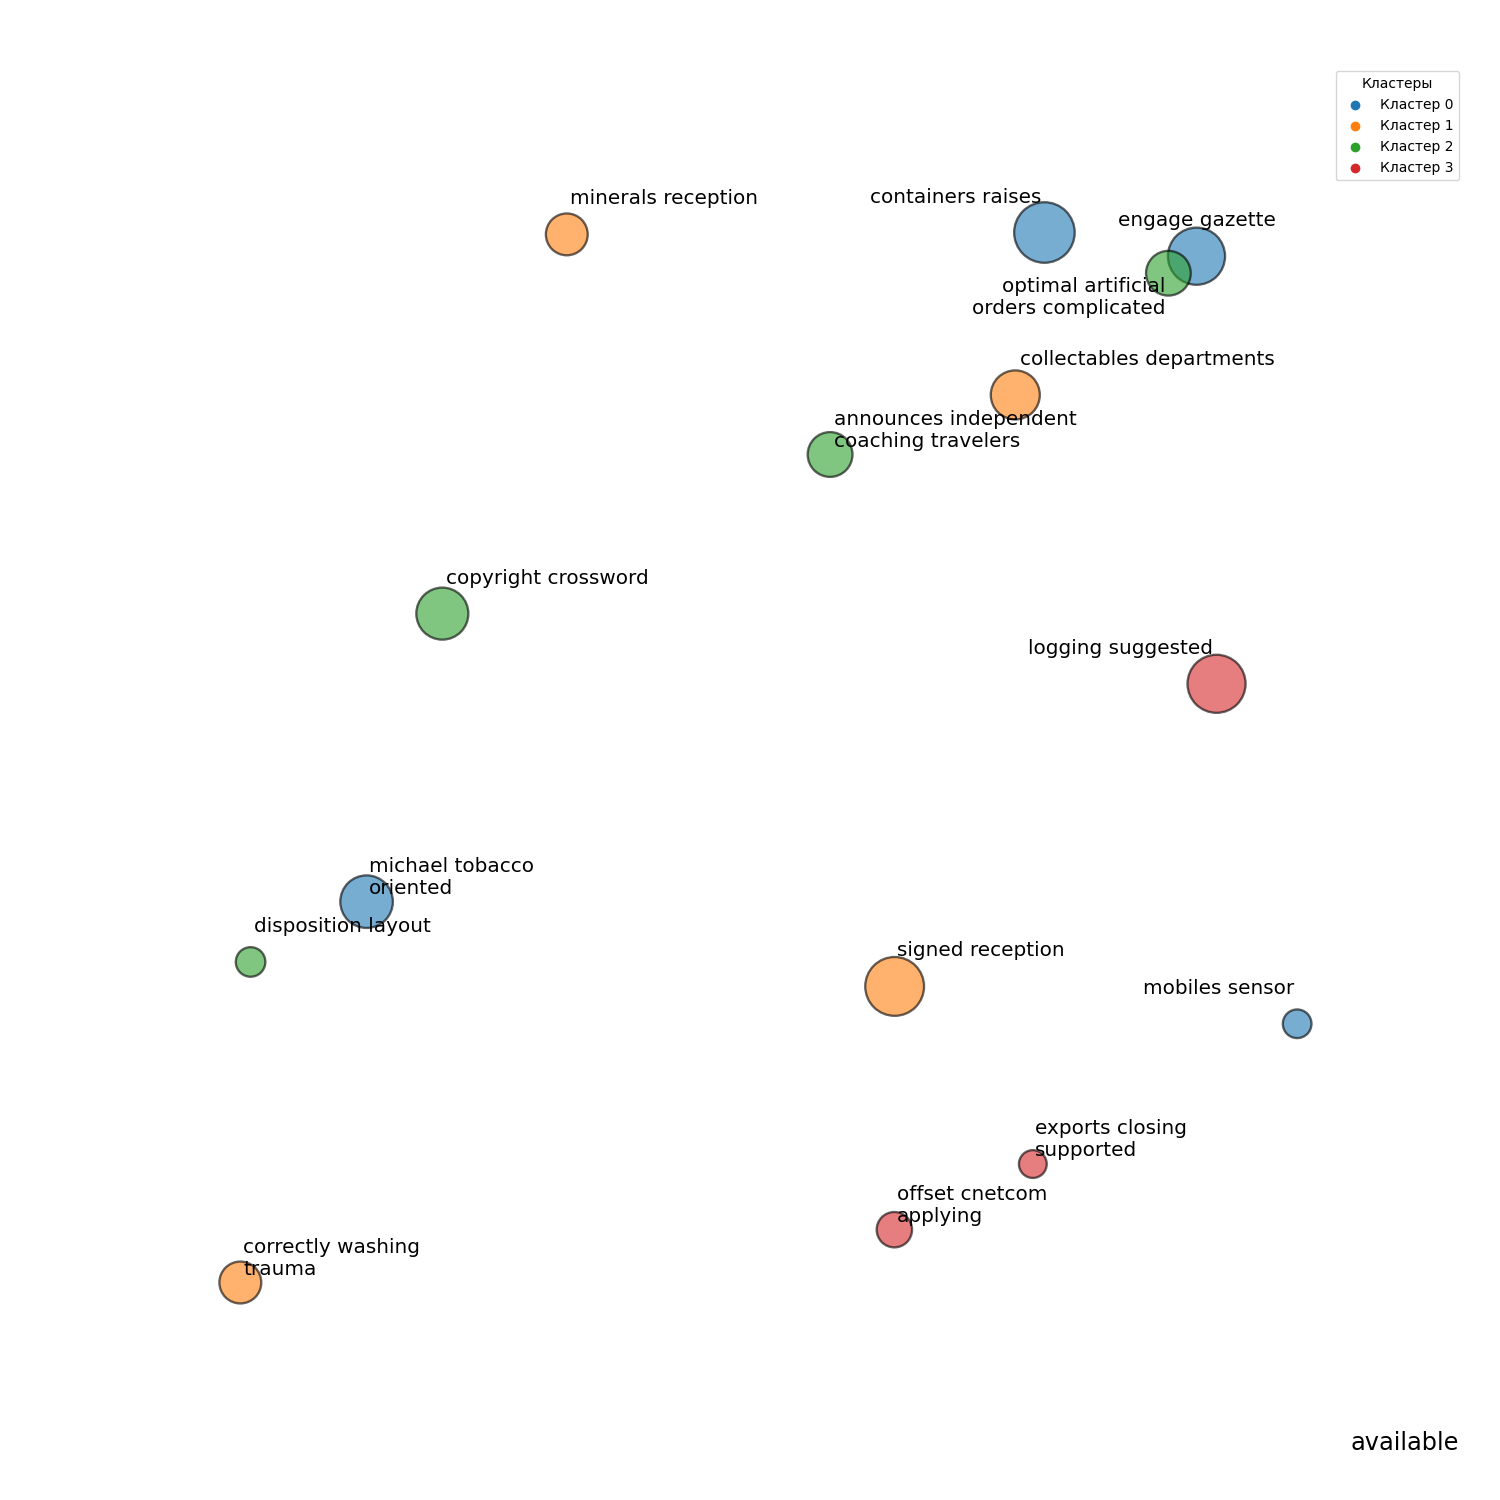 Кластеры
Кластер 0
Кластер 1
Кластер 2
Кластер 3
minerals reception
containers raises
engage gazette
optimal artificial
orders complicated
collectables departments
announces independent
coaching travelers
copyright crossword
logging suggested
michael tobacco
oriented
disposition layout
signed reception
mobiles sensor
exports closing
supported
offset cnetcom
applying
correctly washing
trauma
available